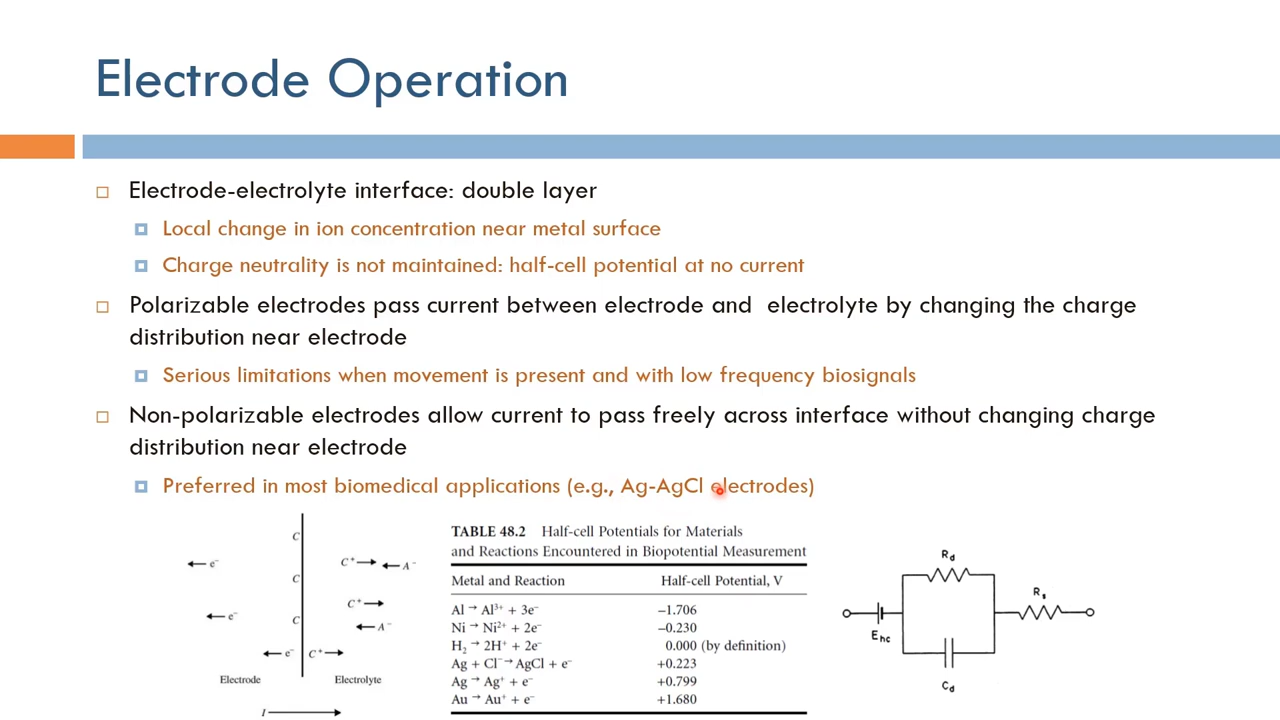 Electrode Operation
Electrode-electrolyte interface: double layer
Local change in ion concentration near metal surface
Charge neutrality is not maintained: half-cell potential at no current
Polarizable electrodes pass current between electrode and electrolyte by changing the charge
distribution near electrode
Serious limitations when movement is present and with low frequency biosignals
Non-polarizable electrodes allow current to pass freely across interface without changing charge
distribution near electrode
Preferred in most biomedical applications (e.g., Ag-AgCl electrodes)
C
e⁻ C⁺ A⁻
C
C⁺
e⁻ C A⁻
e⁻ C⁺
Electrode Electrolyte
I
TABLE 48.2 Half-cell Potentials for Materials
and Reactions Encountered in Biopotential Measurement
Metal and Reaction Half-cell Potential, V
Al → Al³⁺ + 3e⁻ −1.706
Ni → Ni²⁺ + 2e⁻ −0.230
H₂ → 2H⁺ + 2e⁻ 0.000 (by definition)
Ag + Cl⁻ → AgCl + e⁻ +0.223
Ag → Ag⁺ + e⁻ +0.799
Au → Au⁺ + e⁻ +1.680
Rd
Rs
Ehc
Cd